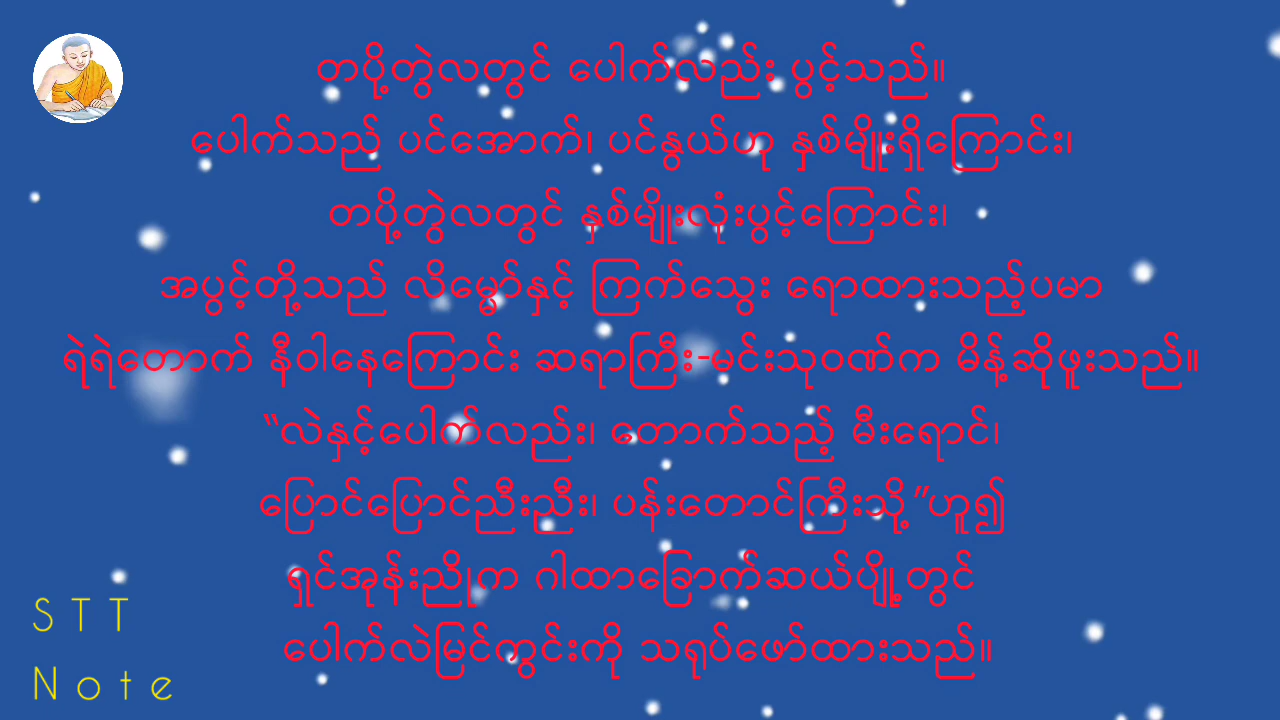 တပို့တွဲလတွင် ပေါက်လည်း ပွင့်သည်။
ပေါက်သည် ပင်အောက်၊ ပင်နွယ်ဟု နှစ်မျိုးရှိကြောင်း၊
တပို့တွဲလတွင် နှစ်မျိုးလုံးပွင့်ကြောင်း၊
အပွင့်တို့သည် လိမ္မော်နှင့် ကြက်သွေး ရောထားသည့်ပမာ
ရဲရဲတောက် နီဝါနေကြောင်း ဆရာကြီး-မင်းသုဝဏ်က မိန့်ဆိုဖူးသည်။
“လဲနှင့်ပေါက်လည်း၊ တောက်သည့် မီးရောင်၊
ပြောင်ပြောင်ညီးညီး၊ ပန်းတောင်ကြီးသို့”ဟူ၍
ရှင်အုန်းညိုက ဂါထာခြောက်ဆယ်ပျို့တွင်
ပေါက်လဲမြင်ကွင်းကို သရုပ်ဖော်ထားသည်။
STT
Note